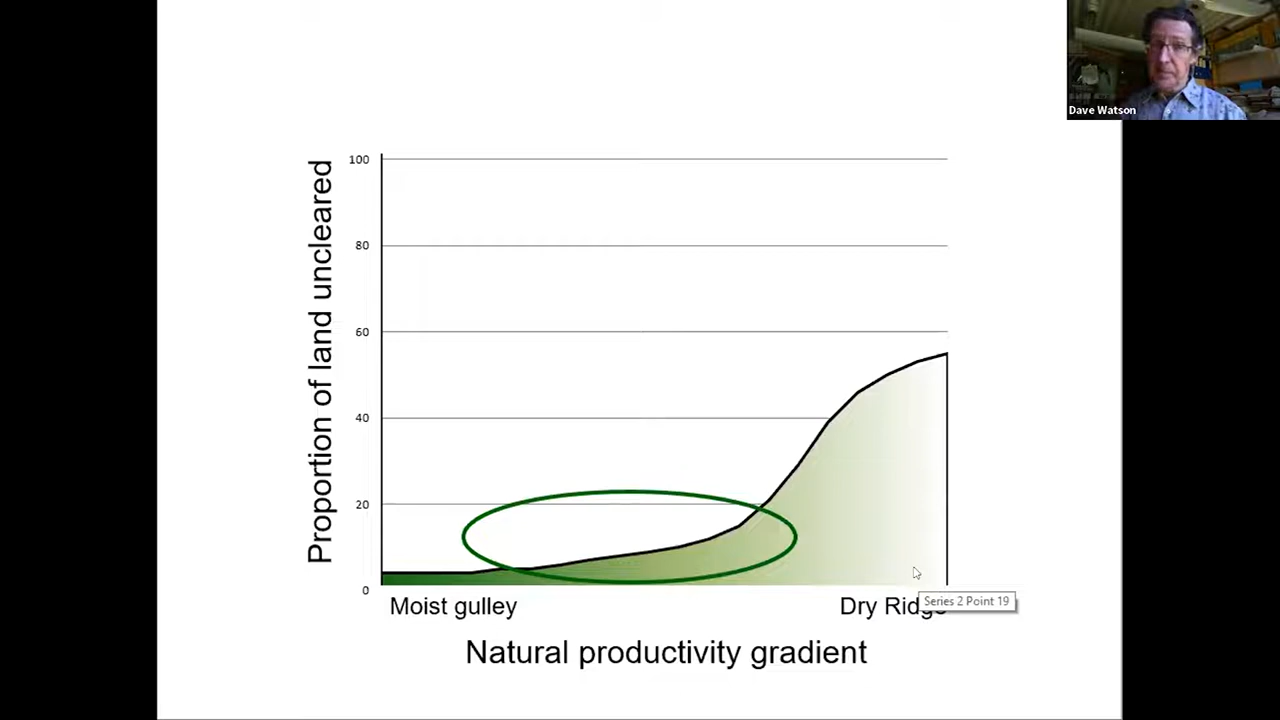 Dave Watson
Proportion of land uncleared
100
80
60
40
20
0
Moist gulley
Dry Ridge
Series 2 Point 19
Natural productivity gradient